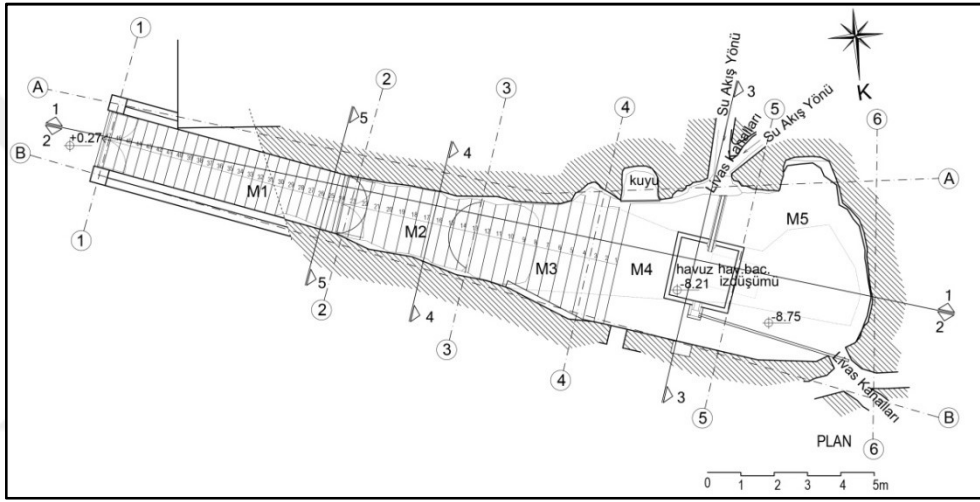 1
A
1
2
+0.27
B
1
M1
2
5
5
2
4
M2
4
3
3
M3
4
4
kuyu
M4
Su Akış Yönü
3
Livas Kanalları
Su Akış Yönü
5
6
A
M5
K
havuz hav.bac.
izdüşümü
-8.21
-8.75
1
2
3
5
Livas Kanalları
B
6
PLAN
0 1 2 3 4 5m